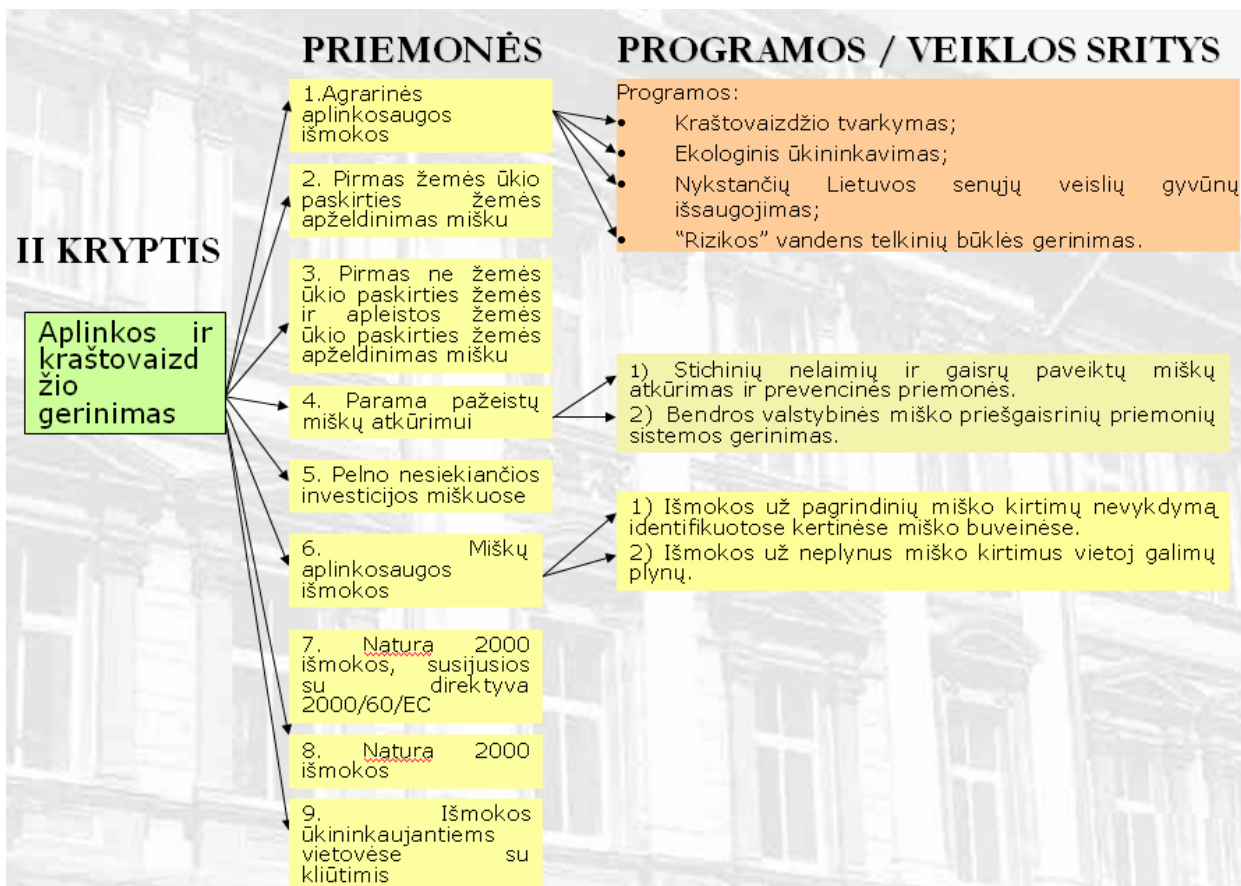 PRIEMONĖS
PROGRAMOS / VEIKLOS SRITYS
II KRYPTIS
Aplinkos ir
kraštovaizd
žio
gerinimas
1.Agrarinės
aplinkosaugos
išmokos
2. Pirmas žemės ūkio
paskirties žemės
apželdinimas mišku
3. Pirmas ne žemės
ūkio paskirties žemės
ir apleistos žemės
ūkio paskirties žemės
apželdinimas mišku
4. Parama pažeistų
miškų atkūrimui
5. Pelno nesiekiančios
investicijos miškuose
6. Miškų
aplinkosaugos
išmokos
7. Natura 2000
išmokos, susijusios
su direktyva
2000/60/EC
8. Natura 2000
išmokos
9. Išmokos
ūkininkaujantiems
vietovėse su
kliūtimis
Programos:
• Kraštovaizdžio tvarkymas;
• Ekologinis ūkininkavimas;
• Nykstančių Lietuvos senųjų veislių gyvūnų
išsaugojimas;
• "Rizikos" vandens telkinių būklės gerinimas.
1) Stichinių nelaimių ir gaisrų paveiktų miškų
atkūrimas ir prevencinės priemonės.
2) Bendros valstybinės miško priešgaisrinių priemonių
sistemos gerinimas.
1) Išmokos už pagrindinių miško kirtimų nevykdymą
identifikuotose kertinėse miško buveinėse.
2) Išmokos už neplynus miško kirtimus vietoj galimų
plynų.